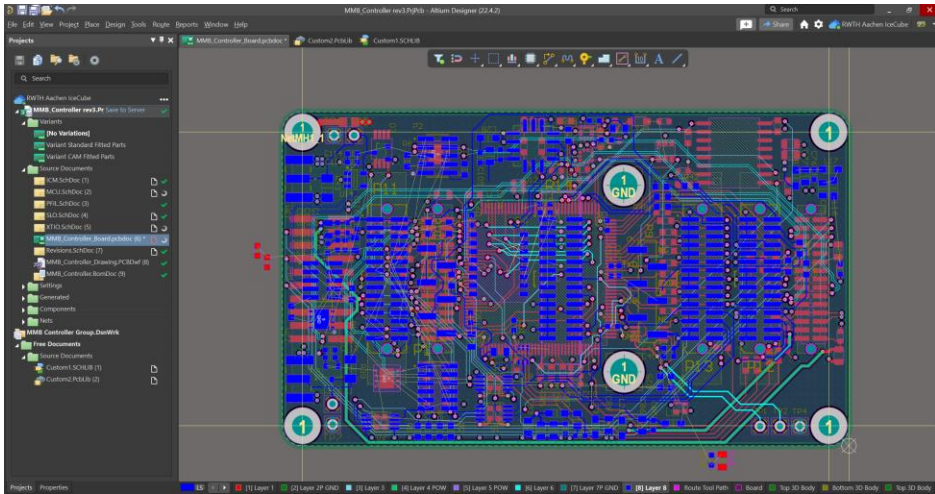 MMB_Controller rev3.PrjPcb - Altium Designer (22.4.2)
Search
File Edit View Project Place Design Tools Route Reports Window Help
Share
RWTH Aachen IceCube
Projects
MMB_Controller_Board.pcbdoc *
Custom2.PcbLib
Custom1.SCHLIB
Search
RWTH Aachen IceCube
MMB_Controller rev3.Pr Save to Server
Variants
[No Variations]
Variant Standard Fitted Parts
Variant CAM Fitted Parts
Source Documents
ICM.SchDoc (1)
MCU.SchDoc (2)
PFIL.SchDoc (3)
SLO.SchDoc (4)
XTIO.SchDoc (5)
MMB_Controller_Board.pcbdoc (6) *
Revisions.SchDoc (7)
MMB_Controller_Drawing.PCBDwf (8)
MMB_Controller.BomDoc (9)
Settings
Generated
Components
Nets
MMB Controller Group.DsnWrk
Free Documents
Source Documents
Custom1.SCHLIB (1)
Custom2.PcbLib (2)
1
1
1
GND
1
GND
1
1
Projects Properties
LS
[1] Layer 1
[2] Layer 2P GND
[3] Layer 3
[4] Layer 4 POW
[5] Layer 5 POW
[6] Layer 6
[7] Layer 7P GND
[8] Layer 8
Route Tool Path
Board
Top 3D Body
Bottom 3D Body
Top 3D Body